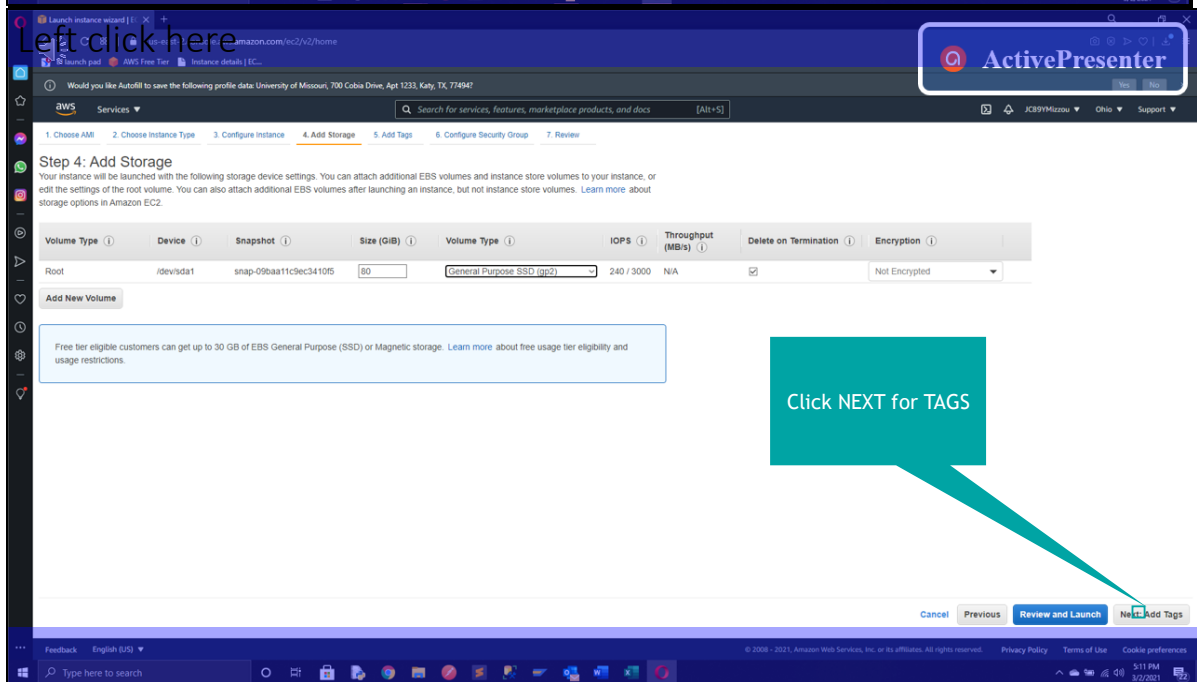 Launch instance wizard | EC
Left click here
amazon.com/ec2/v2/home
launch pad AWS Free Tier Instance details | EC...
ActivePresenter
Would you like Autofill to save the following profile data: University of Missouri, 700 Cobia Drive, Apt 1233, Katy, TX, 77494?
Yes No
aws Services Search for services, features, marketplace products, and docs [Alt+S] JC89YMizzou Ohio Support
1. Choose AMI 2. Choose Instance Type 3. Configure Instance 4. Add Storage 5. Add Tags 6. Configure Security Group 7. Review
Step 4: Add Storage
Your instance will be launched with the following storage device settings. You can attach additional EBS volumes and instance store volumes to your instance, or
edit the settings of the root volume. You can also attach additional EBS volumes after launching an instance, but not instance store volumes. Learn more about
storage options in Amazon EC2.
Volume Type Device Snapshot Size (GiB) Volume Type IOPS Throughput (MB/s) Delete on Termination Encryption
Root /dev/sda1 snap-09baa11c9ec3410f5 80 General Purpose SSD (gp2) 240 / 3000 N/A Not Encrypted
Add New Volume
Free tier eligible customers can get up to 30 GB of EBS General Purpose (SSD) or Magnetic storage. Learn more about free usage tier eligibility and
usage restrictions.
Click NEXT for TAGS
Cancel Previous Review and Launch Next: Add Tags
Feedback English (US) © 2008 - 2021, Amazon Web Services, Inc. or its affiliates. All rights reserved. Privacy Policy Terms of Use Cookie preferences
Type here to search
5:11 PM
3/2/2021
22